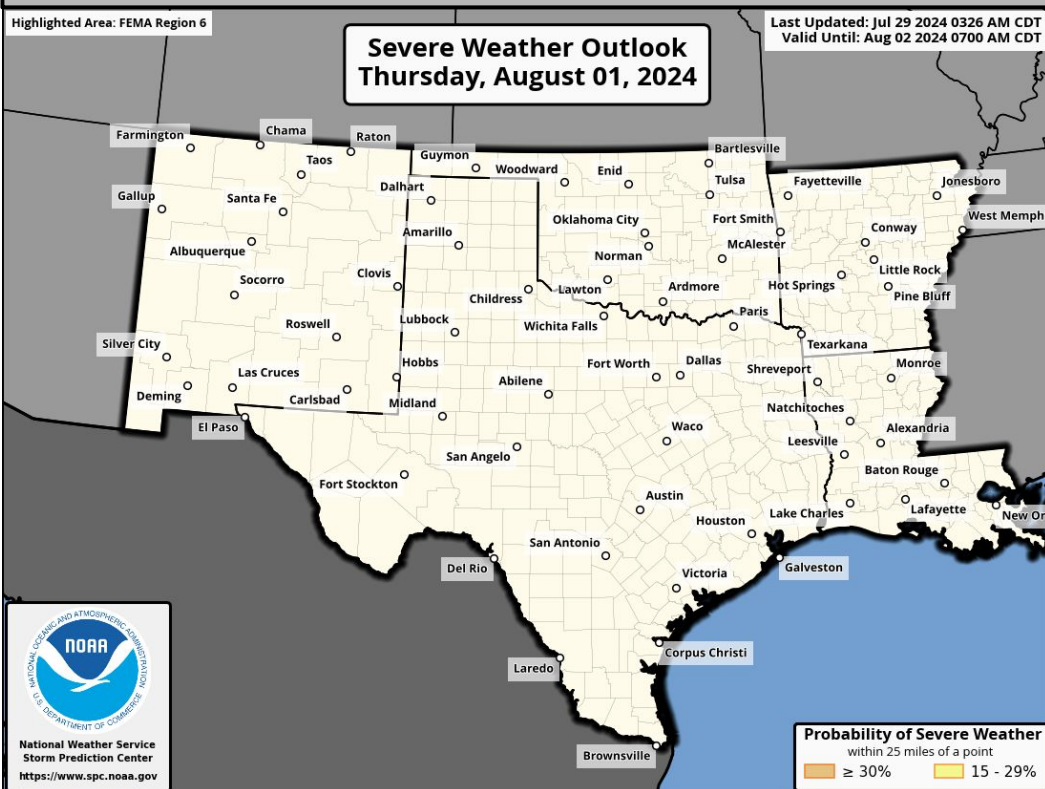 Highlighted Area: FEMA Region 6
Last Updated: Jul 29 2024 0326 AM CDT
Valid Until: Aug 02 2024 0700 AM CDT
Severe Weather Outlook
Thursday, August 01, 2024
Farmington
Chama
Raton
Taos
Guymon
Woodward
Enid
Bartlesville
Gallup
Santa Fe
Dalhart
Tulsa
Fayetteville
Jonesboro
Albuquerque
Amarillo
Oklahoma City
Fort Smith
West Memph
Norman
McAlester
Conway
Socorro
Clovis
Childress
Lawton
Ardmore
Hot Springs
Little Rock
Pine Bluff
Roswell
Lubbock
Wichita Falls
Paris
Texarkana
Silver City
Las Cruces
Hobbs
Fort Worth
Dallas
Shreveport
Monroe
Deming
Carlsbad
Midland
Abilene
Natchitoches
El Paso
San Angelo
Waco
Leesville
Alexandria
Fort Stockton
Baton Rouge
Austin
Houston
Lake Charles
Lafayette
New Or
Del Rio
San Antonio
Victoria
Galveston
Laredo
Corpus Christi
Brownsville
NATIONAL OCEANIC AND ATMOSPHERIC ADMINISTRATION
NOAA
U.S. DEPARTMENT OF COMMERCE
National Weather Service
Storm Prediction Center
https://www.spc.noaa.gov
Probability of Severe Weather
within 25 miles of a point
≥ 30%
15 - 29%